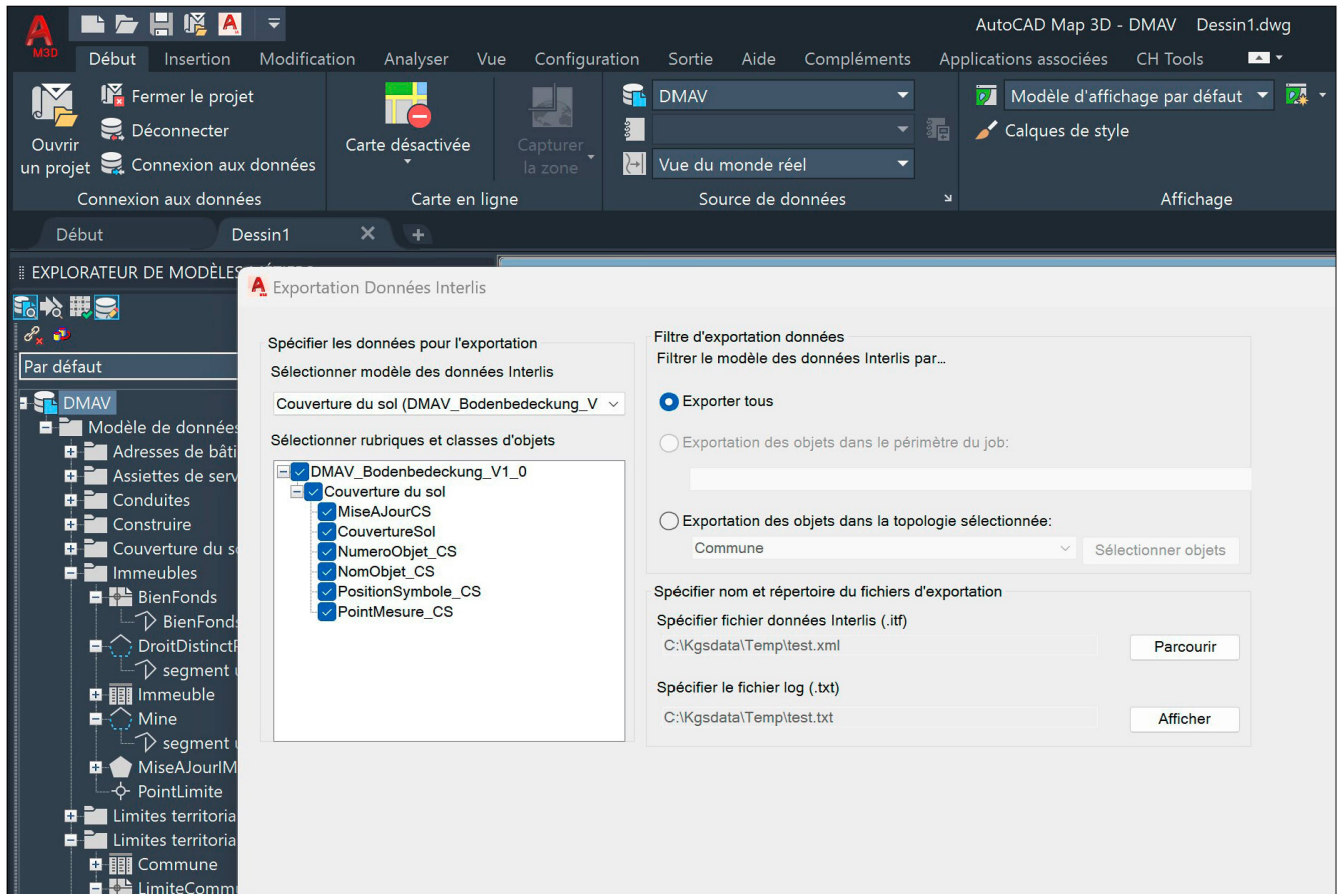 AutoCAD Map 3D - DMAV Dessin1.dwg
M3D
Début Insertion Modification Analyser Vue Configuration Sortie Aide Compléments Applications associées CH Tools
Ouvrir un projet
Fermer le projet
Déconnecter
Connexion aux données
Connexion aux données
Carte désactivée
Capturer la zone
Carte en ligne
DMAV
Vue du monde réel
Source de données
Modèle d'affichage par défaut
Calques de style
Affichage
Début Dessin1
EXPLORATEUR DE MODÈLES
Par défaut
DMAV
Modèle de données
Adresses de bâti
Assiettes de serv
Conduites
Construire
Couverture du s
Immeubles
BienFonds
BienFonds
DroitDistinct
segment
Immeuble
Mine
segment
MiseAJourIM
PointLimite
Limites territoria
Limites territoria
Commune
LimiteComm
Exportation Données Interlis
Spécifier les données pour l'exportation
Sélectionner modèle des données Interlis
Couverture du sol (DMAV_Bodenbedeckung_V
Sélectionner rubriques et classes d'objets
DMAV_Bodenbedeckung_V1_0
Couverture du sol
MiseAJourCS
CouvertureSol
NumeroObjet_CS
NomObjet_CS
PositionSymbole_CS
PointMesure_CS
Filtre d'exportation données
Filtrer le modèle des données Interlis par...
Exporter tous
Exportation des objets dans le périmètre du job:
Exportation des objets dans la topologie sélectionnée:
Commune Sélectionner objets
Spécifier nom et répertoire du fichiers d'exportation
Spécifier fichier données Interlis (.itf)
C:\Kgsdata\Temp\test.xml Parcourir
Spécifier le fichier log (.txt)
C:\Kgsdata\Temp\test.txt Afficher